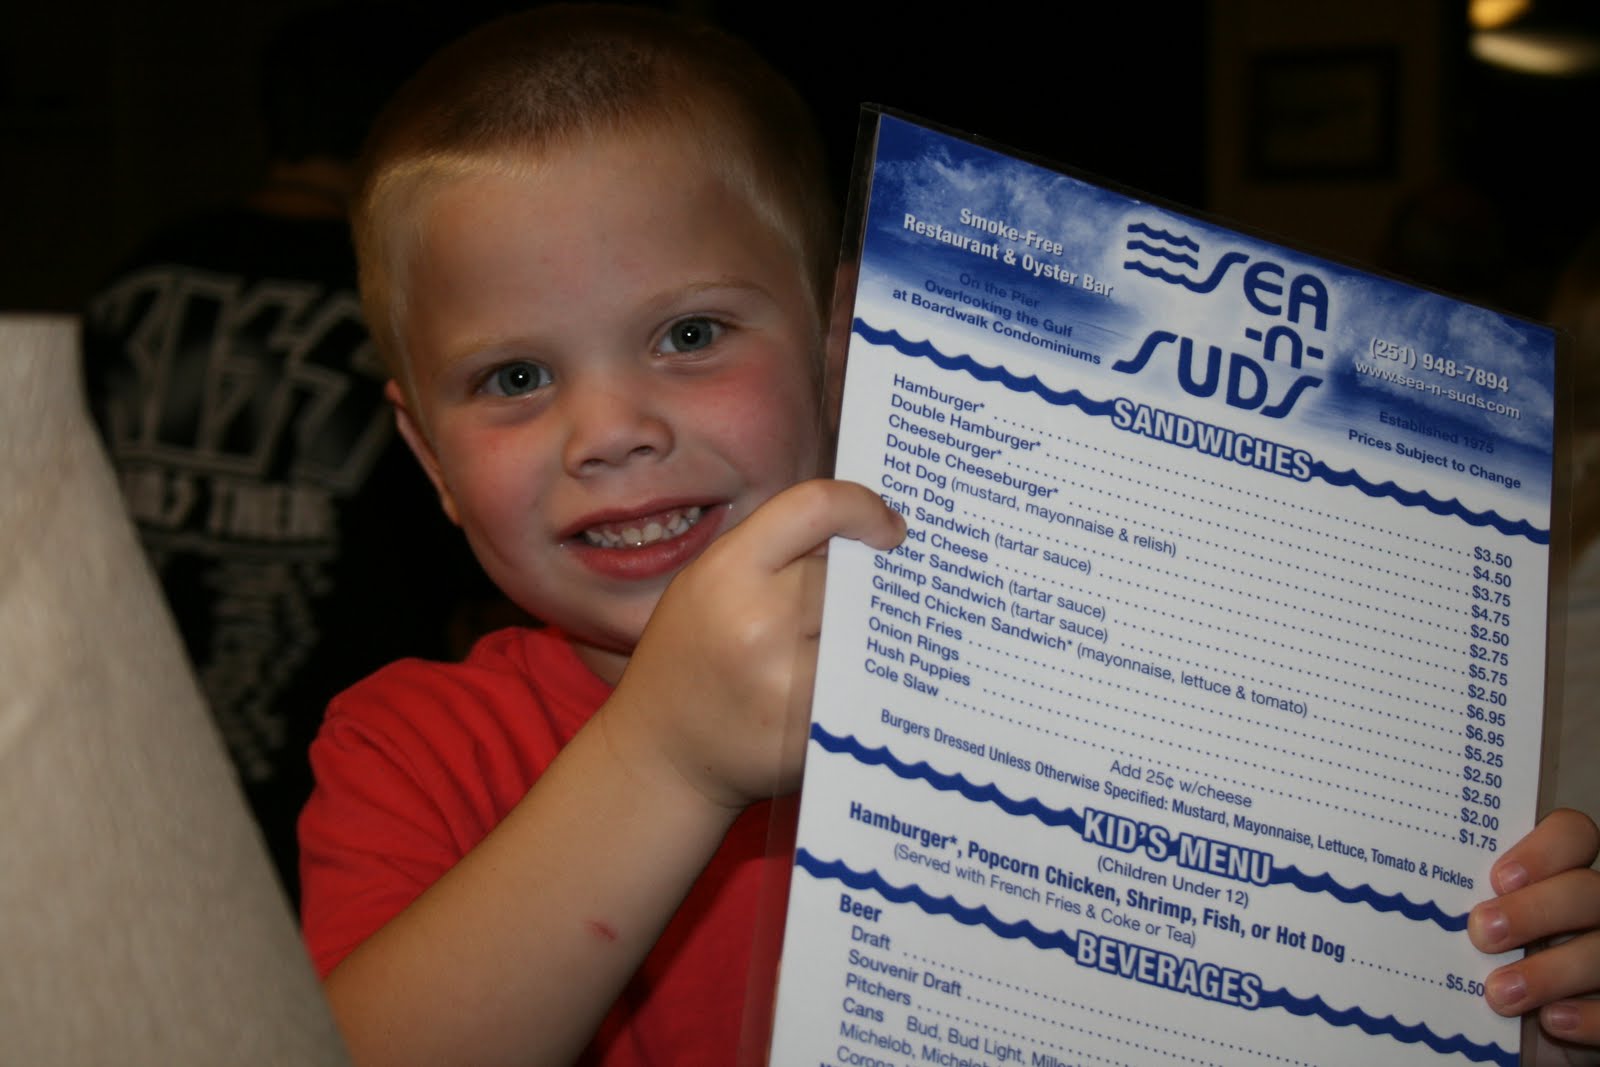 Smoke-Free
Restaurant & Oyster Bar
On the Pier
Overlooking the Gulf
at Boardwalk Condominiums
SEA
-n-
SUDS
(251) 948-7894
www.sea-n-suds.com
Established 1975
Prices Subject to Change
SANDWICHES
Hamburger* $3.50
Double Hamburger* $4.50
Cheeseburger* $3.75
Double Cheeseburger* $4.75
Hot Dog (mustard, mayonnaise & relish) $2.50
Corn Dog $2.75
Fish Sandwich (tartar sauce) $5.75
ed Cheese $2.50
yster Sandwich (tartar sauce) $6.95
Shrimp Sandwich (tartar sauce) $6.95
Grilled Chicken Sandwich* (mayonnaise, lettuce & tomato) $5.25
French Fries $2.50
Onion Rings $2.50
Hush Puppies $2.00
Cole Slaw $1.75
Add 25¢ w/cheese
Burgers Dressed Unless Otherwise Specified: Mustard, Mayonnaise, Lettuce, Tomato & Pickles
KID'S MENU
(Children Under 12)
Hamburger*, Popcorn Chicken, Shrimp, Fish, or Hot Dog $5.50
(Served with French Fries & Coke or Tea)
BEVERAGES
Beer
Draft
Souvenir Draft
Pitchers
Cans Bud, Bud Light, Miller
Michelob,
Corona